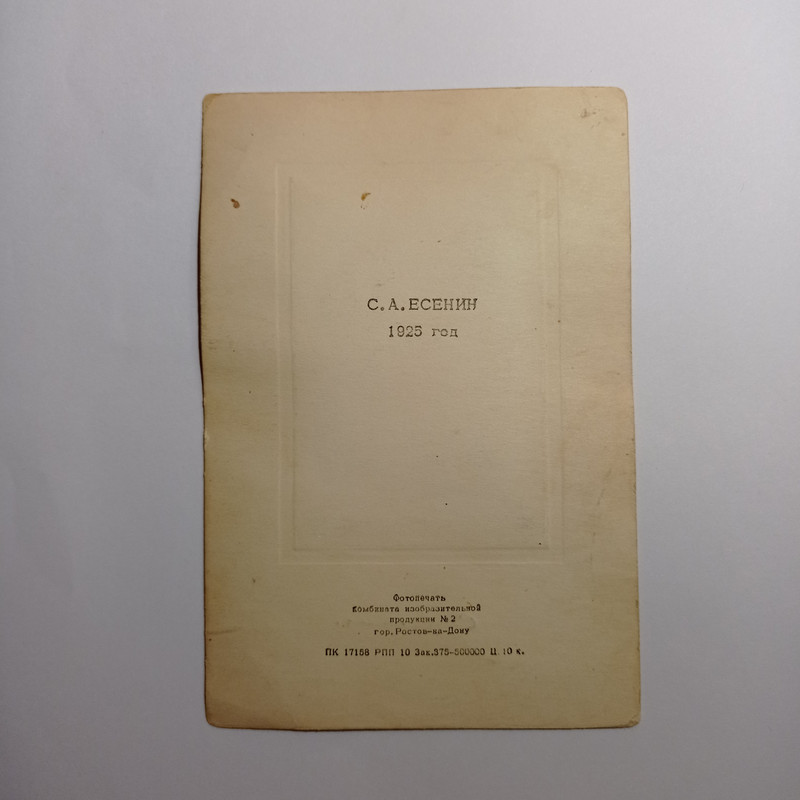 С. А. ЕСЕНИН
1925 год
Фотопечать
Комбината изобразительной
продукции № 2
гор. Ростов-на-Дону
ПК 17158 РПП 10 Зак. 375-500000 Ц. 10 к.